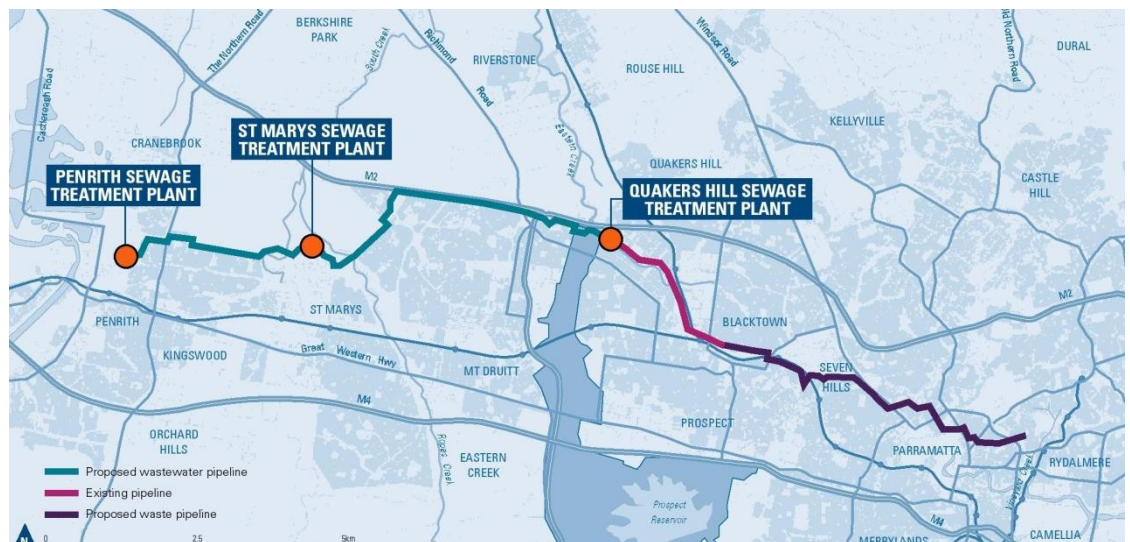 BERKSHIRE
PARK
The Northern Road
South Creek
Richmond
Road
RIVERSTONE
Windsor Road
ROUSE HILL
Old Northern Road
DURAL
Castlereagh Road
CRANEBROOK
ST MARYS SEWAGE
TREATMENT PLANT
KELLYVILLE
PENRITH SEWAGE
TREATMENT PLANT
M2
Eastern Creek
QUAKERS HILL
QUAKERS HILL SEWAGE
TREATMENT PLANT
CASTLE
HILL
PENRITH
ST MARYS
KINGSWOOD
Great Western Hwy
MT DRUITT
BLACKTOWN
M2
SEVEN
HILLS
M4
PROSPECT
ORCHARD
HILLS
Ropes Creek
EASTERN
CREEK
PARRAMATTA
RYDALMERE
Proposed wastewater pipeline
Existing pipeline
Proposed waste pipeline
Prospect
Reservoir
M4
N
0 2.5 5km
MERRYLANDS
CAMELLIA